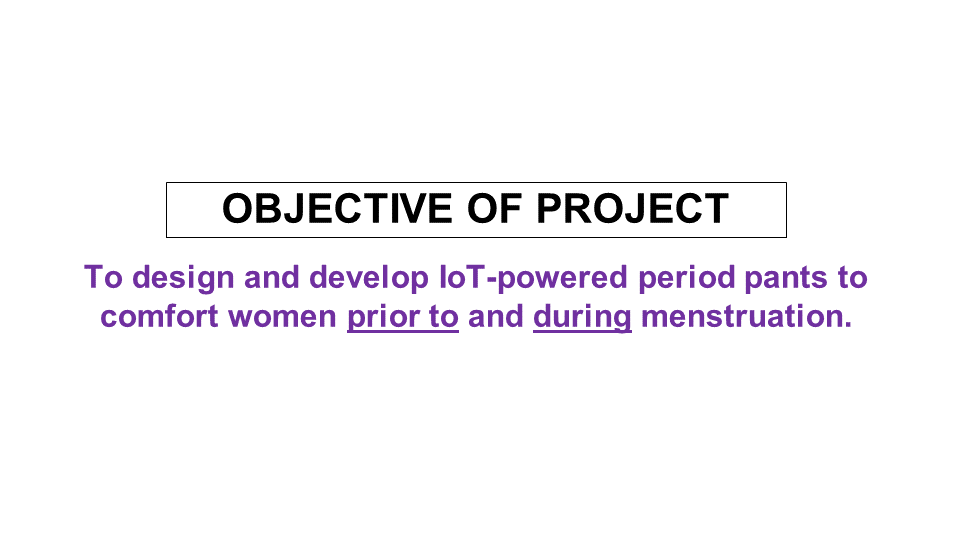 OBJECTIVE OF PROJECT
To design and develop IoT-powered period pants to
comfort women prior to and during menstruation.